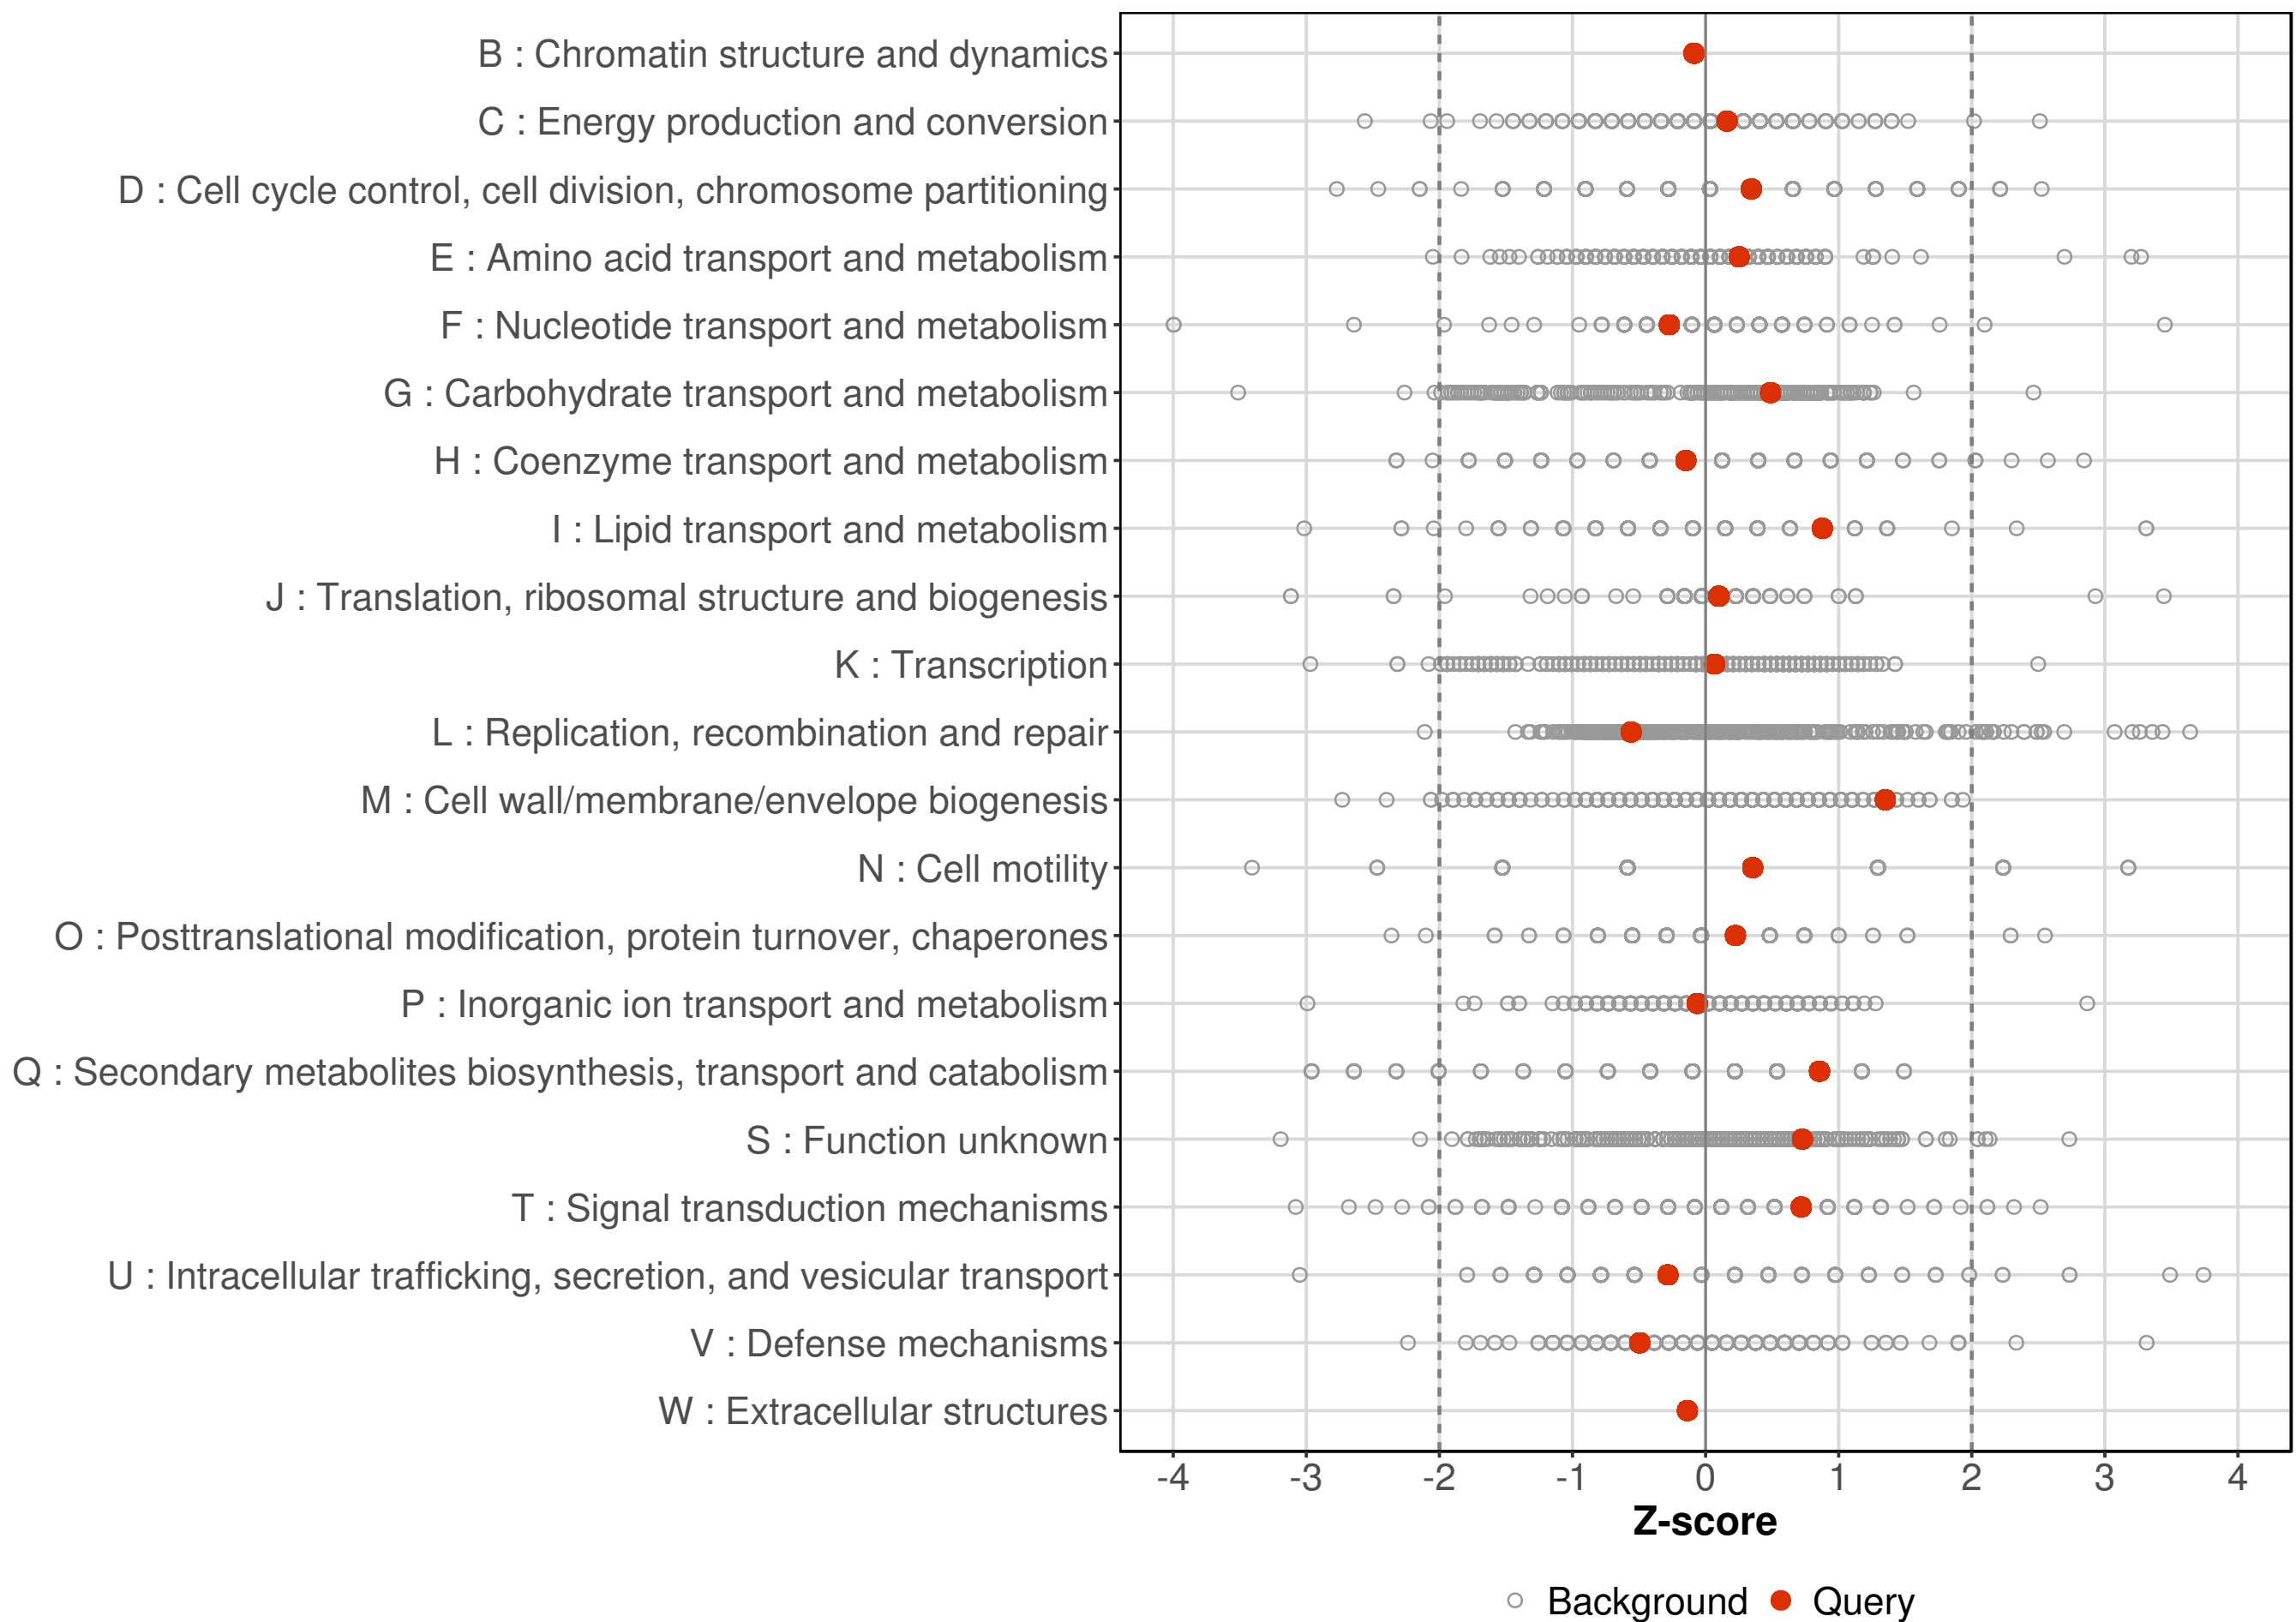 B : Chromatin structure and dynamics
C : Energy production and conversion
D : Cell cycle control, cell division, chromosome partitioning
E : Amino acid transport and metabolism
F : Nucleotide transport and metabolism
G : Carbohydrate transport and metabolism
H : Coenzyme transport and metabolism
I : Lipid transport and metabolism
J : Translation, ribosomal structure and biogenesis
K : Transcription
L : Replication, recombination and repair
M : Cell wall/membrane/envelope biogenesis
N : Cell motility
O : Posttranslational modification, protein turnover, chaperones
P : Inorganic ion transport and metabolism
Q : Secondary metabolites biosynthesis, transport and catabolism
S : Function unknown
T : Signal transduction mechanisms
U : Intracellular trafficking, secretion, and vesicular transport
V : Defense mechanisms
W : Extracellular structures
-4 -3 -2 -1 0 1 2 3 4
Z-score
Background Query